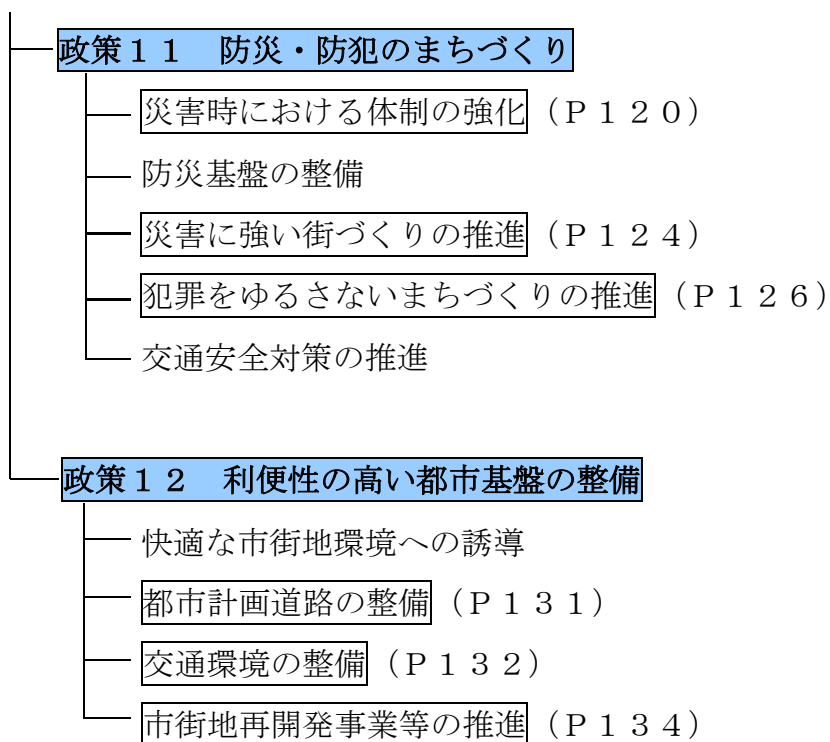 政策１１　防災・防犯のまちづくり
災害時における体制の強化（Ｐ１２０）
防災基盤の整備
災害に強い街づくりの推進（Ｐ１２４）
犯罪をゆるさないまちづくりの推進（Ｐ１２６）
交通安全対策の推進
政策１２　利便性の高い都市基盤の整備
快適な市街地環境への誘導
都市計画道路の整備（Ｐ１３１）
交通環境の整備（Ｐ１３２）
市街地再開発事業等の推進（Ｐ１３４）